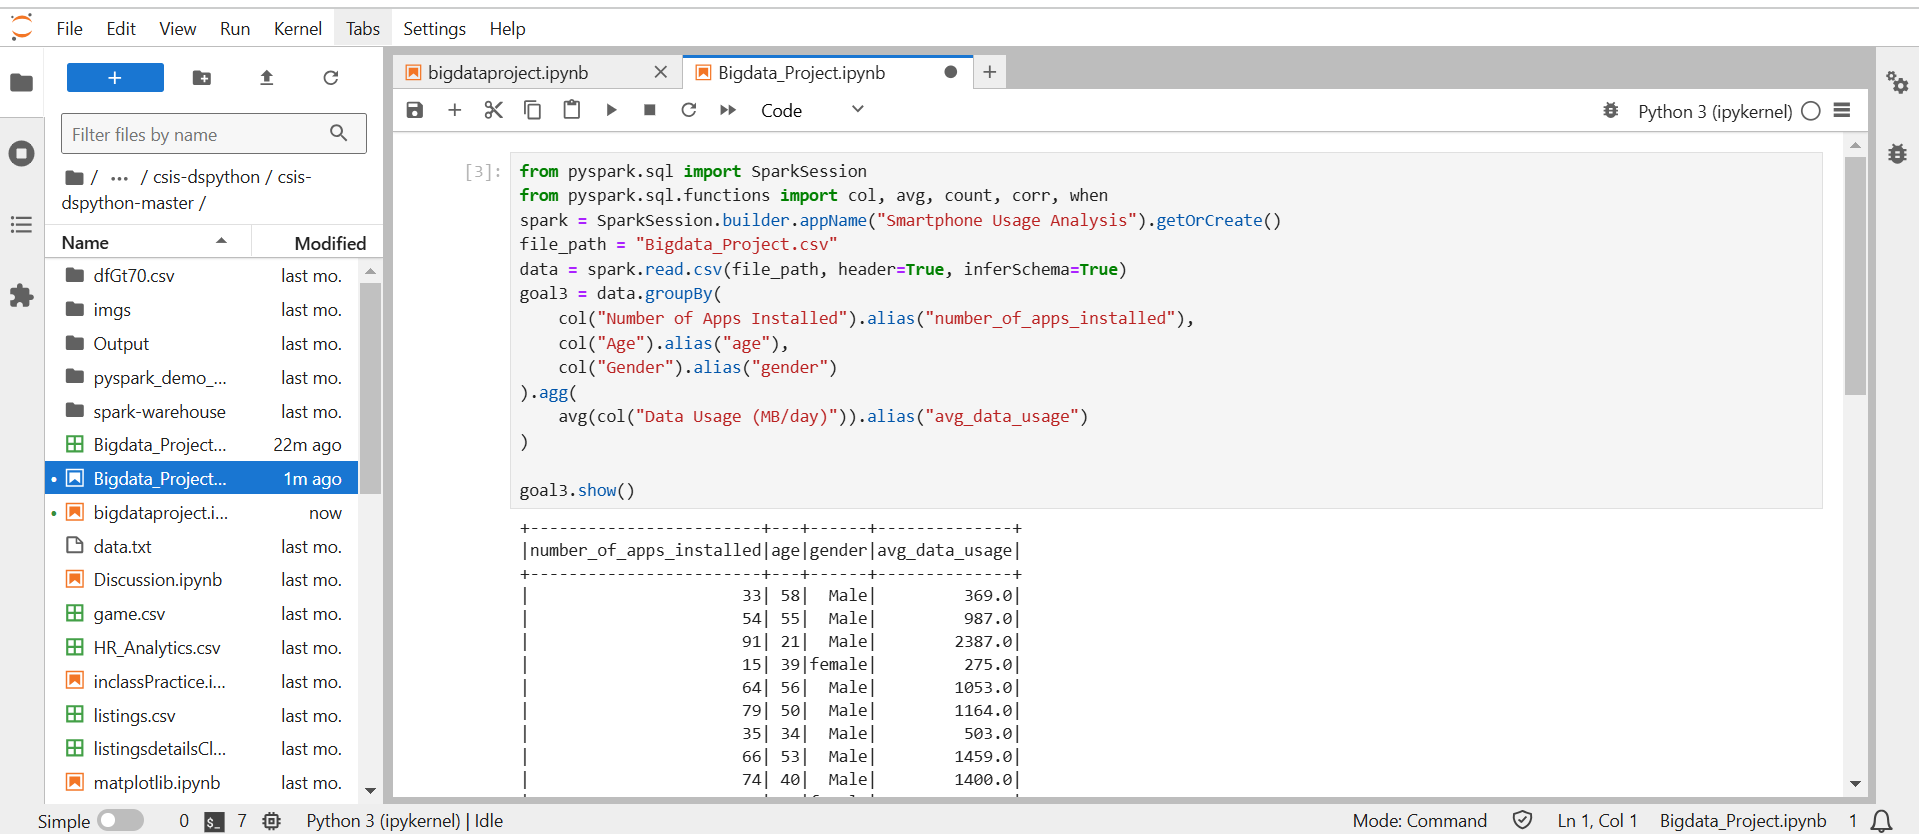 File Edit View Run Kernel Tabs Settings Help
+
Filter files by name
/ ··· / csis-dspython / csis-
dspython-master /
Name Modified
dfGt70.csv last mo.
imgs last mo.
Output last mo.
pyspark_demo_... last mo.
spark-warehouse last mo.
Bigdata_Project... 22m ago
Bigdata_Project... 1m ago
bigdataproject.i... now
data.txt last mo.
Discussion.ipynb last mo.
game.csv last mo.
HR_Analytics.csv last mo.
inclassPractice.i... last mo.
listings.csv last mo.
listingsdetailsCl... last mo.
matplotlib.ipynb last mo.
bigdataproject.ipynb Bigdata_Project.ipynb
Code Python 3 (ipykernel)
[3]:
from pyspark.sql import SparkSession
from pyspark.sql.functions import col, avg, count, corr, when
spark = SparkSession.builder.appName("Smartphone Usage Analysis").getOrCreate()
file_path = "Bigdata_Project.csv"
data = spark.read.csv(file_path, header=True, inferSchema=True)
goal3 = data.groupBy(
    col("Number of Apps Installed").alias("number_of_apps_installed"),
    col("Age").alias("age"),
    col("Gender").alias("gender")
).agg(
    avg(col("Data Usage (MB/day)")).alias("avg_data_usage")
)
goal3.show()
+------------------------+---+------+--------------+
|number_of_apps_installed|age|gender|avg_data_usage|
+------------------------+---+------+--------------+
|                      33| 58|  Male|         369.0|
|                      54| 55|  Male|         987.0|
|                      91| 21|  Male|        2387.0|
|                      15| 39|female|         275.0|
|                      64| 56|  Male|        1053.0|
|                      79| 50|  Male|        1164.0|
|                      35| 34|  Male|         503.0|
|                      66| 53|  Male|        1459.0|
|                      74| 40|  Male|        1400.0|
Simple 0 $_ 7 Python 3 (ipykernel) | Idle Mode: Command Ln 1, Col 1 Bigdata_Project.ipynb 1